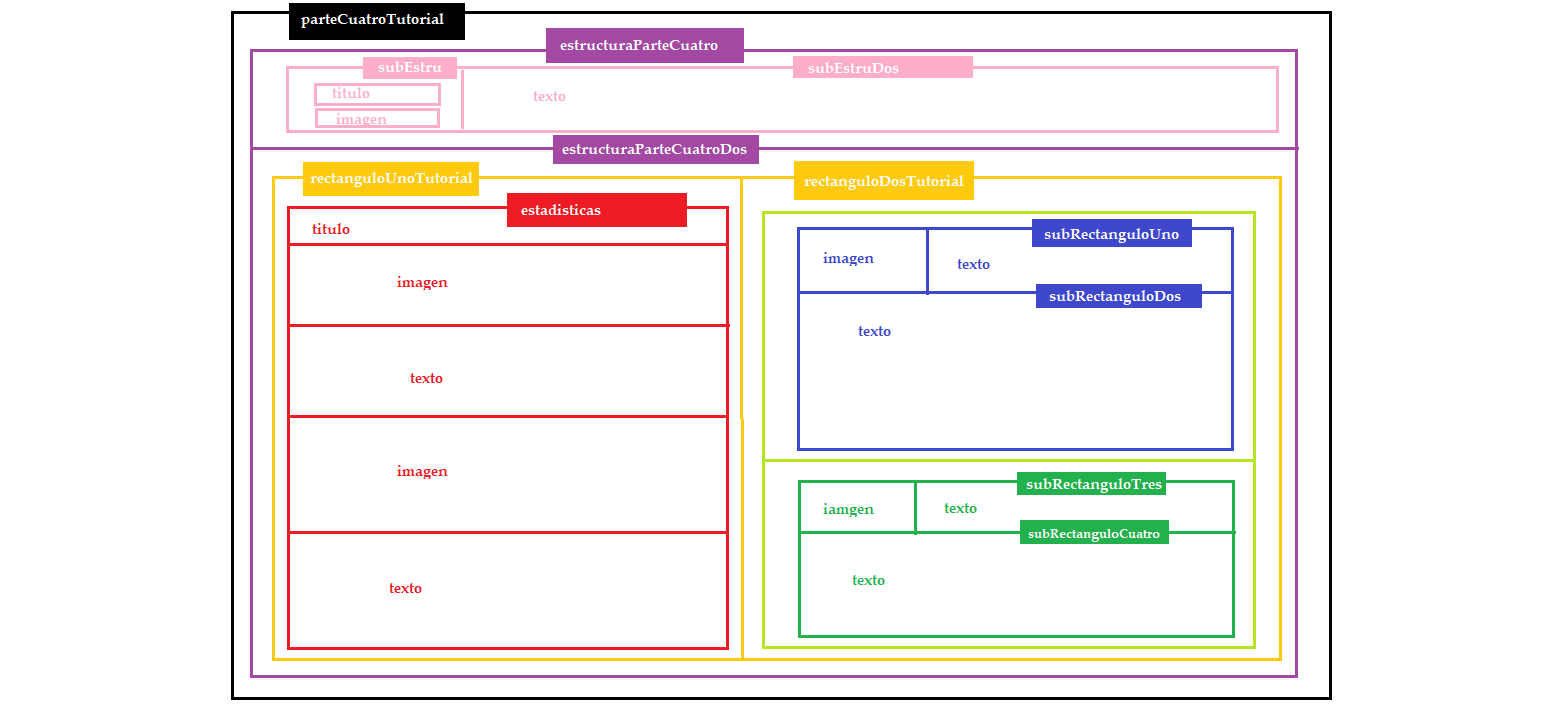 parteCuatroTutorial
estructuraParteCuatro
subEstru
subEstruDos
titulo
texto
imagen
estructuraParteCuatroDos
rectanguloUnoTutorial
rectanguloDosTutorial
estadisticas
titulo
imagen
texto
imagen
texto
subRectanguloUno
imagen
texto
subRectanguloDos
texto
subRectanguloTres
iamgen
texto
subRectanguloCuatro
texto